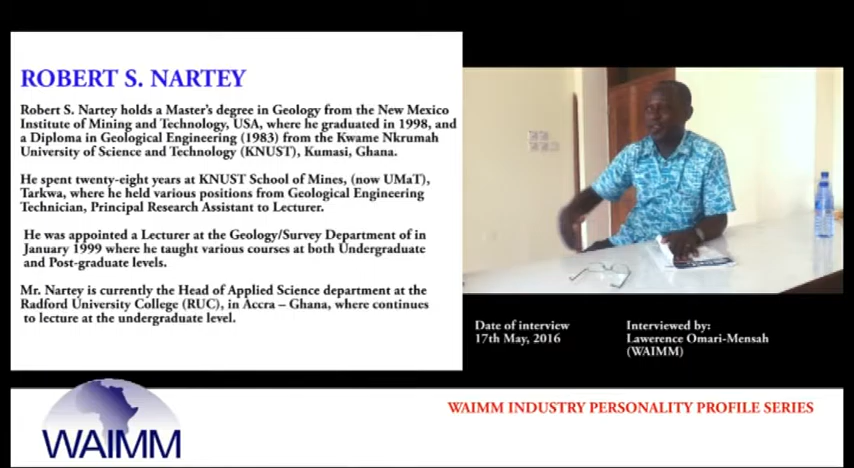 ROBERT S. NARTEY
Robert S. Nartey holds a Master's degree in Geology from the New Mexico
Institute of Mining and Technology, USA, where he graduated in 1998, and
a Diploma in Geological Engineering (1983) from the Kwame Nkrumah
University of Science and Technology (KNUST), Kumasi, Ghana.
He spent twenty-eight years at KNUST School of Mines, (now UMaT),
Tarkwa, where he held various positions from Geological Engineering
Technician, Principal Research Assistant to Lecturer.
He was appointed a Lecturer at the Geology/Survey Department of in
January 1999 where he taught various courses at both Undergraduate
and Post-graduate levels.
Mr. Nartey is currently the Head of Applied Science department at the
Radford University College (RUC), in Accra – Ghana, where continues
to lecture at the undergraduate level.
Date of interview
17th May, 2016
Interviewed by:
Lawerence Omari-Mensah
(WAIMM)
WAIMM INDUSTRY PERSONALITY PROFILE SERIES
WAIMM